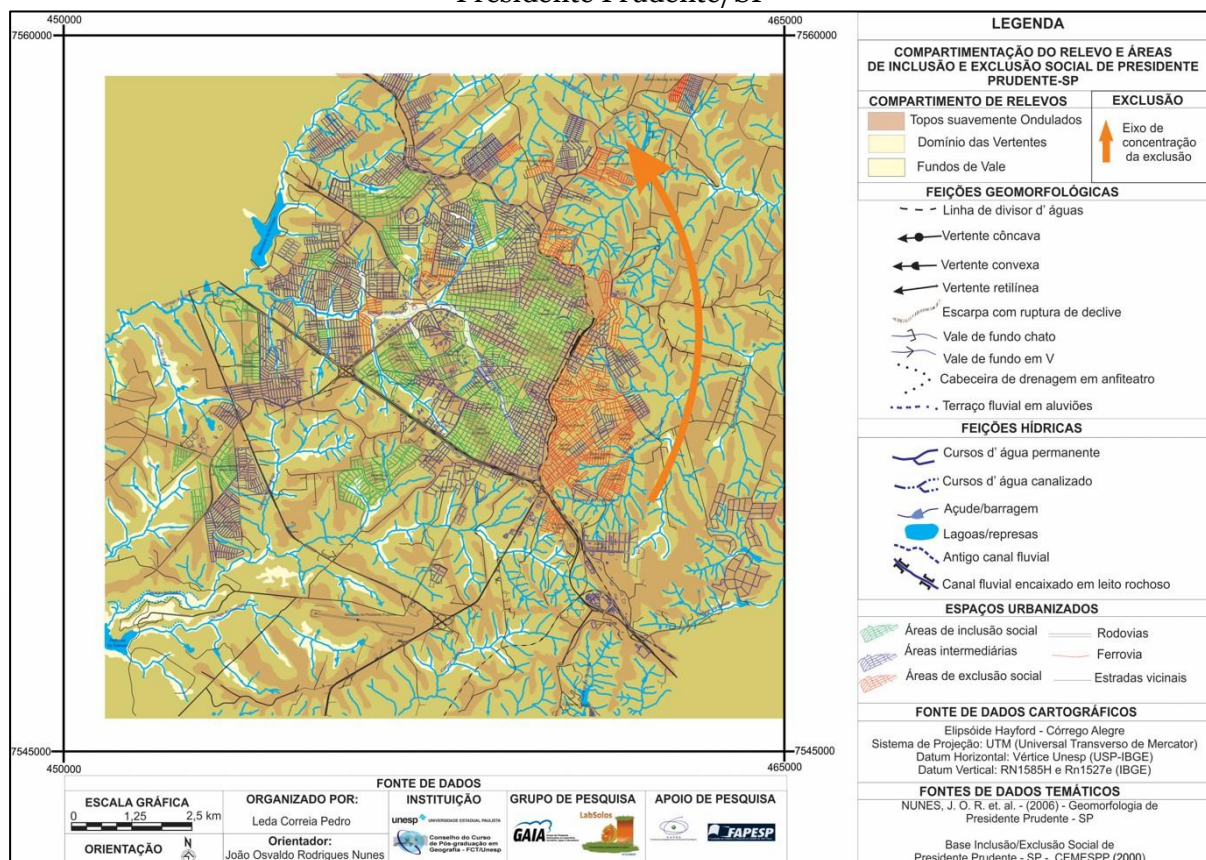 Presidente Prudente/SP
450000
465000
7560000
7560000
7545000
7545000
450000
465000
LEGENDA
COMPARTIMENTAÇÃO DO RELEVO E ÁREAS
DE INCLUSÃO E EXCLUSÃO SOCIAL DE PRESIDENTE
PRUDENTE-SP
COMPARTIMENTO DE RELEVOS
Topos suavemente Ondulados
Domínio das Vertentes
Fundos de Vale
EXCLUSÃO
Eixo de
concentração
da exclusão
FEIÇÕES GEOMORFOLÓGICAS
Linha de divisor d' águas
Vertente côncava
Vertente convexa
Vertente retilínea
Escarpa com ruptura de declive
Vale de fundo chato
Vale de fundo em V
Cabeceira de drenagem em anfiteatro
Terraço fluvial em aluviões
FEIÇÕES HÍDRICAS
Cursos d' água permanente
Cursos d' água canalizado
Açude/barragem
Lagoas/represas
Antigo canal fluvial
Canal fluvial encaixado em leito rochoso
ESPAÇOS URBANIZADOS
Áreas de inclusão social
Áreas intermediárias
Áreas de exclusão social
Rodovias
Ferrovia
Estradas vicinais
FONTE DE DADOS CARTOGRÁFICOS
Elipsóide Hayford - Córrego Alegre
Sistema de Projeção: UTM (Universal Transverso de Mercator)
Datum Horizontal: Vértice Unesp (USP-IBGE)
Datum Vertical: RN1585H e Rn1527e (IBGE)
FONTES DE DADOS TEMÁTICOS
NUNES, J. O. R. et. al. - (2006) - Geomorfologia de
Presidente Prudente - SP
Base Inclusão/Exclusão Social de
Presidente Prudente - SP - CEMESPP (2000)
FONTE DE DADOS
ESCALA GRÁFICA
0 1,25 2,5 km
ORIENTAÇÃO
N
ORGANIZADO POR:
Leda Correia Pedro
Orientador:
João Osvaldo Rodrigues Nunes
INSTITUIÇÃO
unesp UNIVERSIDADE ESTADUAL PAULISTA
Conselho do Curso
de Pós-graduação em
Geografia - FCT/Unesp
GRUPO DE PESQUISA
GAIA
LabSolos
APOIO DE PESQUISA
FAPESP